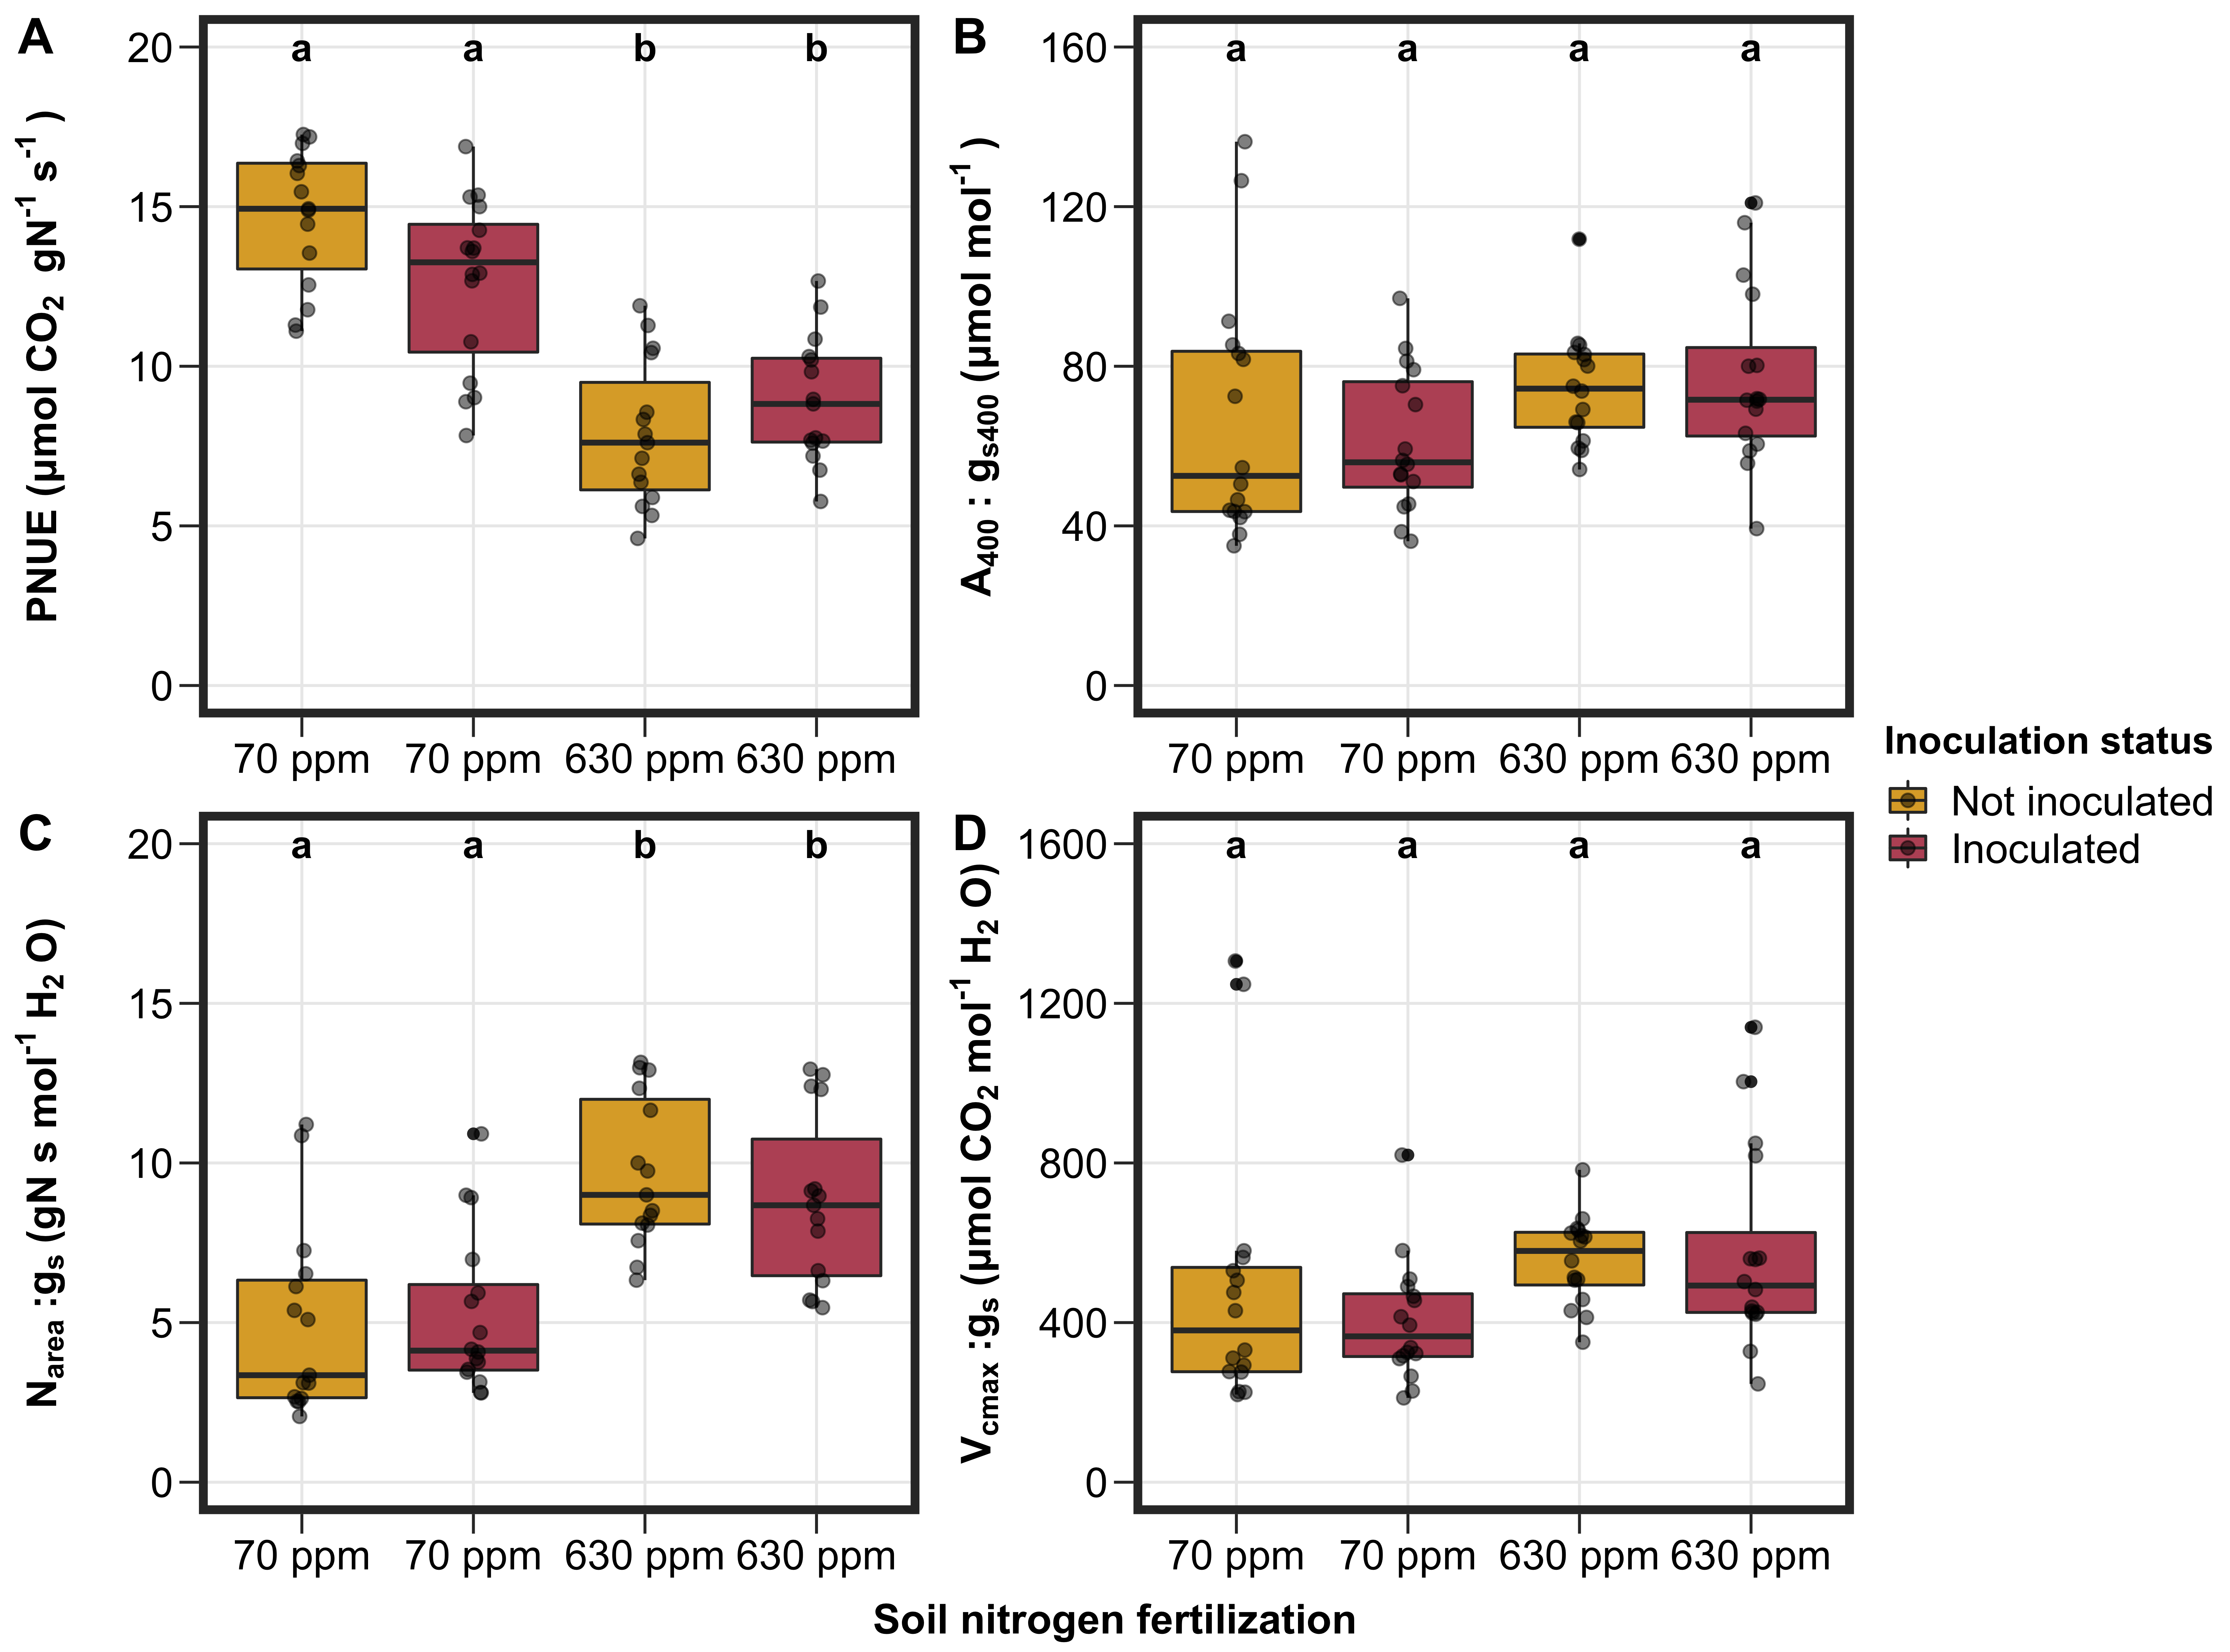 A
PNUE (µmol CO2 gN-1 s-1 )
20
15
10
5
0
a a b b
70 ppm 70 ppm 630 ppm 630 ppm
B
A400 : gs400 (µmol mol-1 )
160
120
80
40
0
a a a a
70 ppm 70 ppm 630 ppm 630 ppm
C
Narea :gs (gN s mol-1 H2 O)
20
15
10
5
0
a a b b
70 ppm 70 ppm 630 ppm 630 ppm
D
Vcmax :gs (µmol CO2 mol-1 H2 O)
1600
1200
800
400
0
a a a a
70 ppm 70 ppm 630 ppm 630 ppm
Soil nitrogen fertilization
Inoculation status
Not inoculated
Inoculated